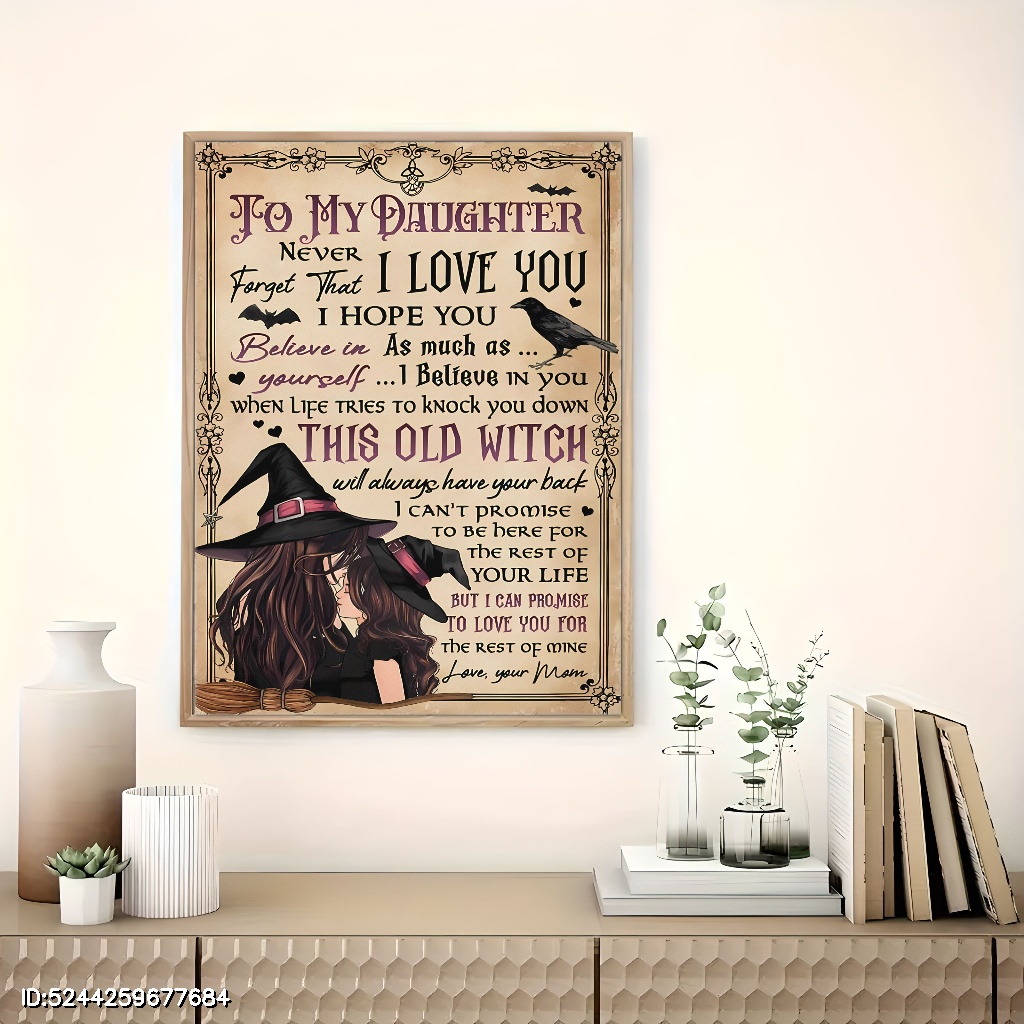 To My Daughter
Never
Forget That I LOVE YOU
I HOPE YOU
Believe in As much as ...
yourself ...I Believe IN YOU
WHEN LIFE TRIES TO KNOCK YOU DOWN
THIS OLD WITCH
will always have your back
I CAN'T PROMISE
TO BE HERE FOR
THE REST OF
YOUR LIFE
BUT I CAN PROMISE
TO LOVE YOU FOR
THE REST OF MINE
Love, your Mom
ID:5244259677684